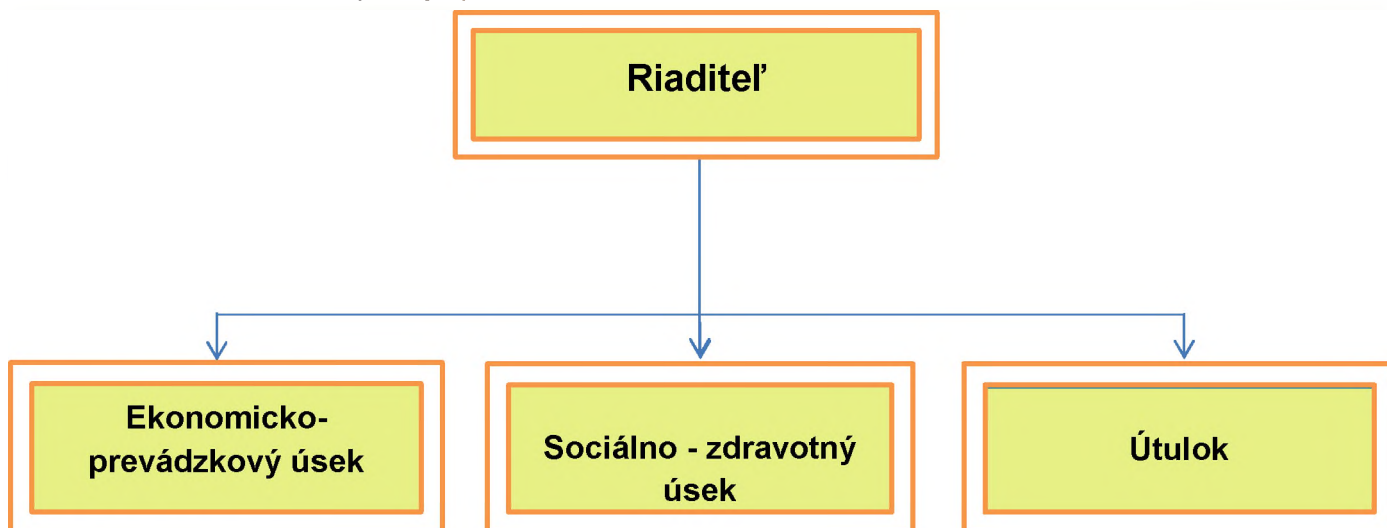 Riaditeľ
Ekonomicko-
prevádzkový úsek
Sociálno - zdravotný
úsek
Útulok